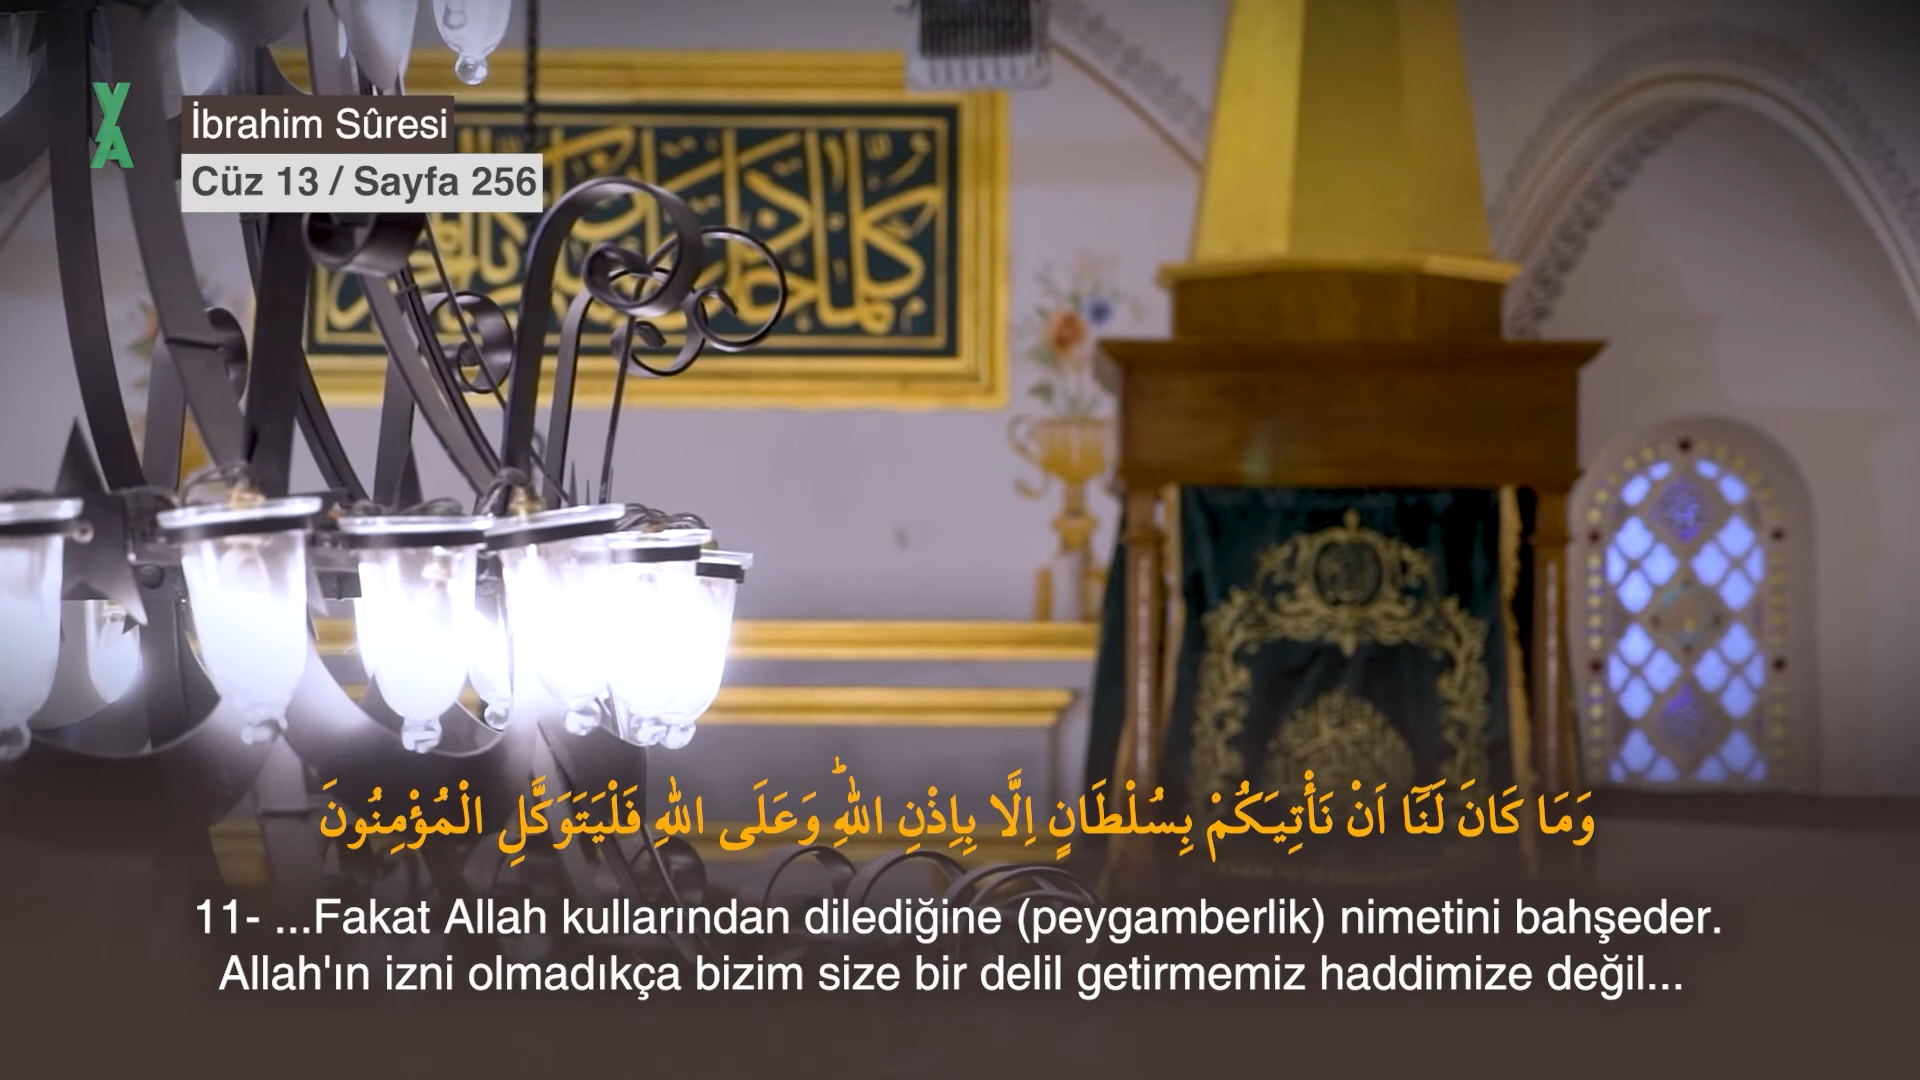 YA
İbrahim Sûresi
Cüz 13 / Sayfa 256
وَمَا كَانَ لَنَٓا اَنْ نَأْتِيَكُمْ بِسُلْطَانٍ اِلَّا بِاِذْنِ اللّٰهِۜ وَعَلَى اللّٰهِ فَلْيَتَوَكَّلِ الْمُؤْمِنُونَ
11- ...Fakat Allah kullarından dilediğine (peygamberlik) nimetini bahşeder.
Allah'ın izni olmadıkça bizim size bir delil getirmemiz haddimize değil...